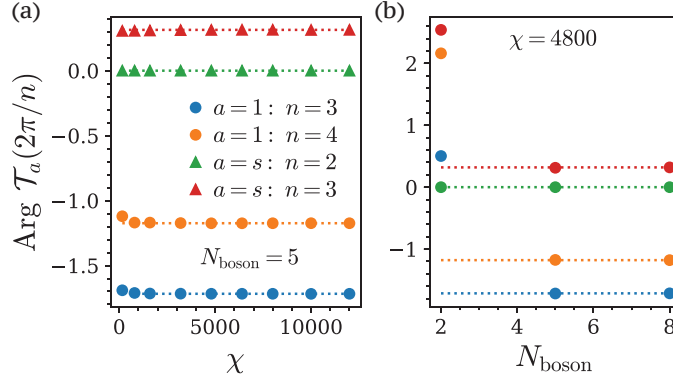 (a)
(b)
Arg 𝒯ₐ(2π/n)
0.0
−0.5
−1.0
−1.5
a = 1: n = 3
a = 1: n = 4
a = s: n = 2
a = s: n = 3
N_boson = 5
0 5000 10000
χ
χ = 4800
2
1
0
−1
2 4 6 8
N_boson